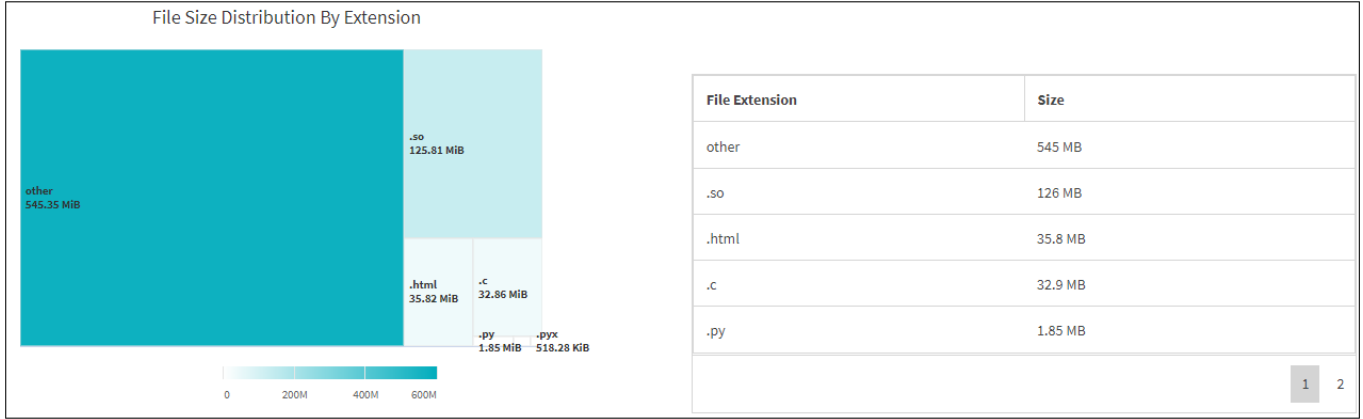 File Size Distribution By Extension
.so
125.81 MiB
other
545.35 MiB
.html
35.82 MiB
.c
32.86 MiB
.py
1.85 MiB
.pyx
518.28 KiB
0 200M 400M 600M
File Extension Size
other 545 MB
.so 126 MB
.html 35.8 MB
.c 32.9 MB
.py 1.85 MB
1 2